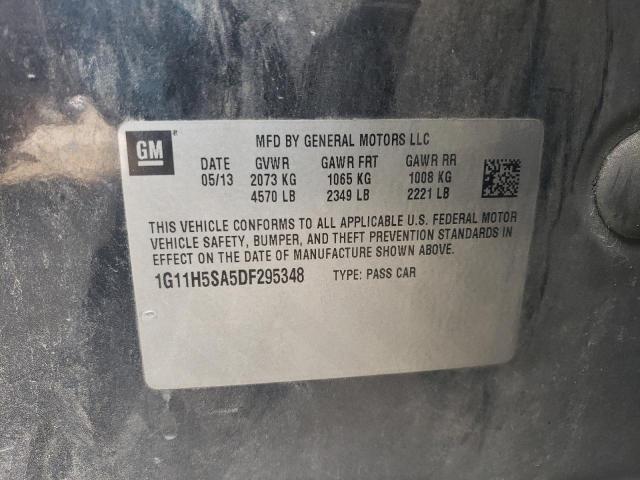 GM
MFD BY GENERAL MOTORS LLC
DATE GVWR GAWR FRT GAWR RR
05/13 2073 KG 1065 KG 1008 KG
4570 LB 2349 LB 2221 LB
THIS VEHICLE CONFORMS TO ALL APPLICABLE U.S. FEDERAL MOTOR
VEHICLE SAFETY, BUMPER, AND THEFT PREVENTION STANDARDS IN
EFFECT ON THE DATE OF MANUFACTURE SHOWN ABOVE.
1G11H5SA5DF295348 TYPE: PASS CAR